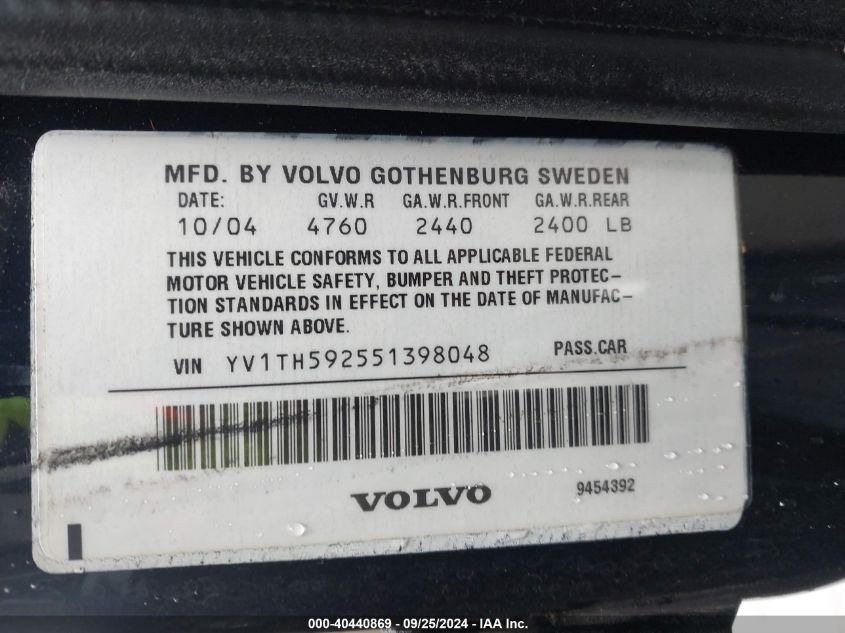 MFD. BY VOLVO GOTHENBURG SWEDEN
DATE: GV.W.R GA.W.R.FRONT GA.W.R.REAR
10/04 4760 2440 2400 LB
THIS VEHICLE CONFORMS TO ALL APPLICABLE FEDERAL
MOTOR VEHICLE SAFETY, BUMPER AND THEFT PROTEC-
TION STANDARDS IN EFFECT ON THE DATE OF MANUFAC-
TURE SHOWN ABOVE.
VIN YV1TH592551398048 PASS.CAR
VOLVO 9454392
000-40440869 - 09/25/2024 - IAA Inc.